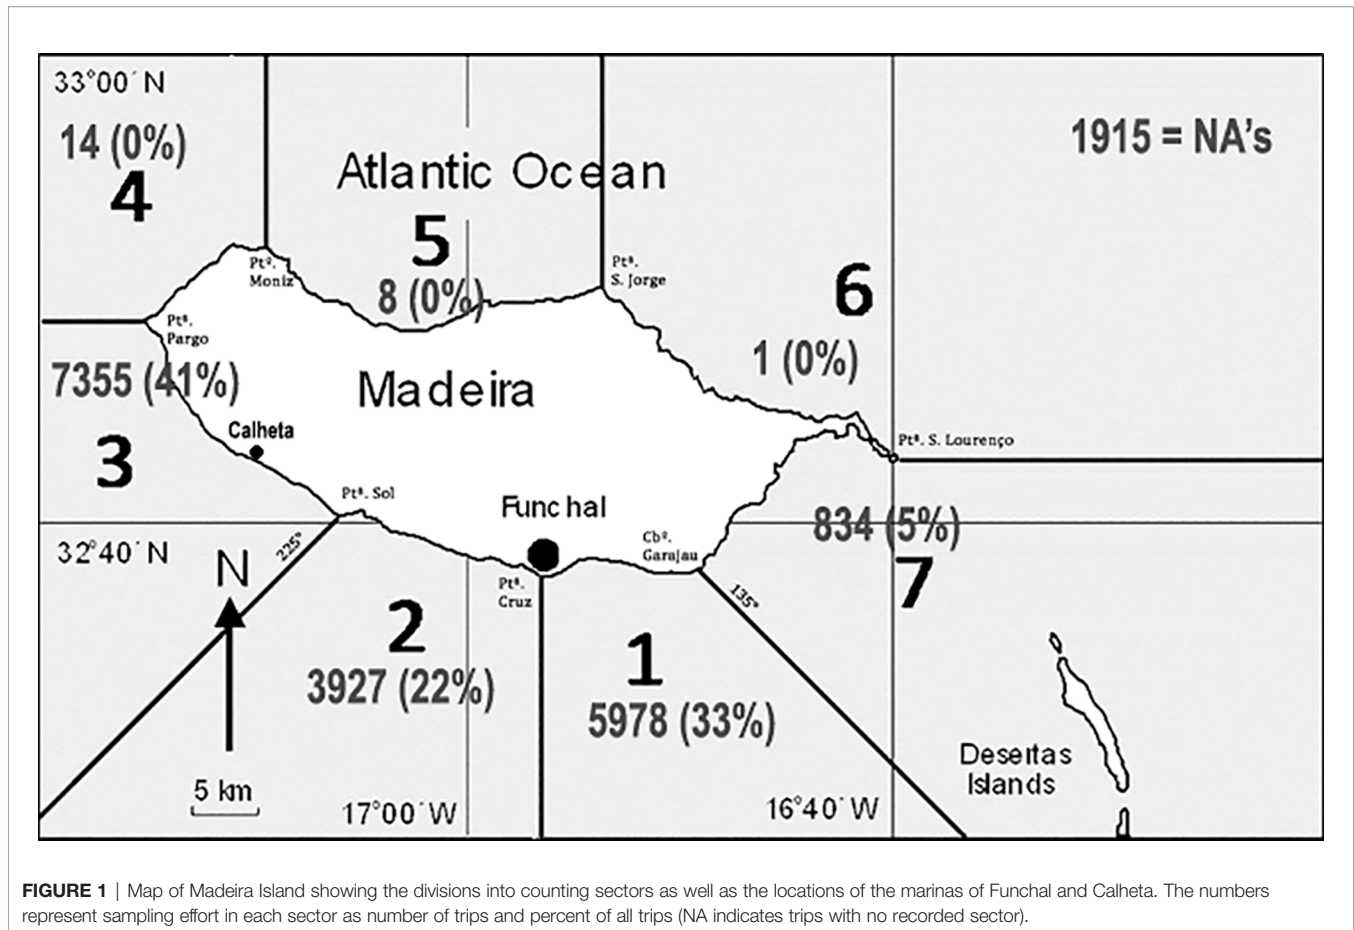 33°00´ N
14 (0%)
4
Atlantic Ocean
1915 = NA's
5
8 (0%)
Ptª.
Moniz
Ptª.
S. Jorge
6
1 (0%)
Ptª.
Pargo
7355 (41%)
Madeira
3
Calheta
Ptª. S. Lourenço
Ptª. Sol
Funchal
Cbº.
Garajau
834 (5%)
7
32°40´ N
225°
N
Ptª.
Cruz
135°
2
3927 (22%)
1
5978 (33%)
Desertas
Islands
5 km
17°00´ W
16°40´ W
FIGURE 1 | Map of Madeira Island showing the divisions into counting sectors as well as the locations of the marinas of Funchal and Calheta. The numbers
represent sampling effort in each sector as number of trips and percent of all trips (NA indicates trips with no recorded sector).